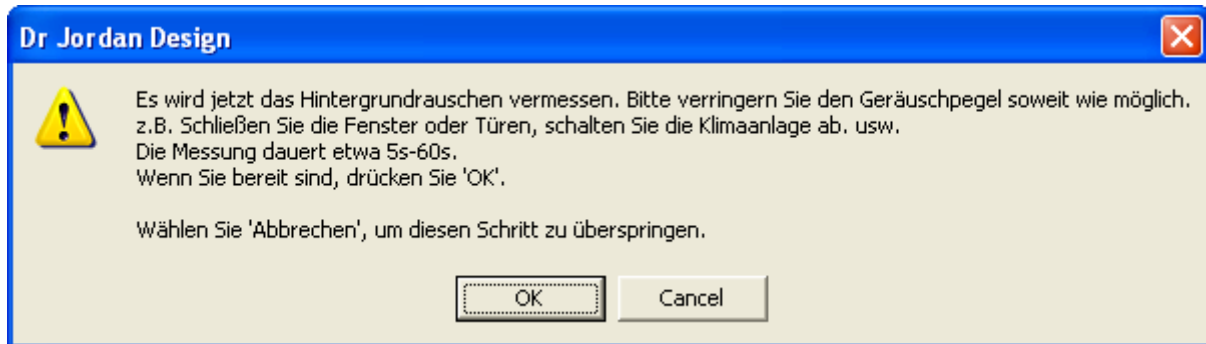 Dr Jordan Design
Es wird jetzt das Hintergrundrauschen vermessen. Bitte verringern Sie den Geräuschpegel soweit wie möglich.
z.B. Schließen Sie die Fenster oder Türen, schalten Sie die Klimaanlage ab. usw.
Die Messung dauert etwa 5s-60s.
Wenn Sie bereit sind, drücken Sie 'OK'.
Wählen Sie 'Abbrechen', um diesen Schritt zu überspringen.
OK Cancel